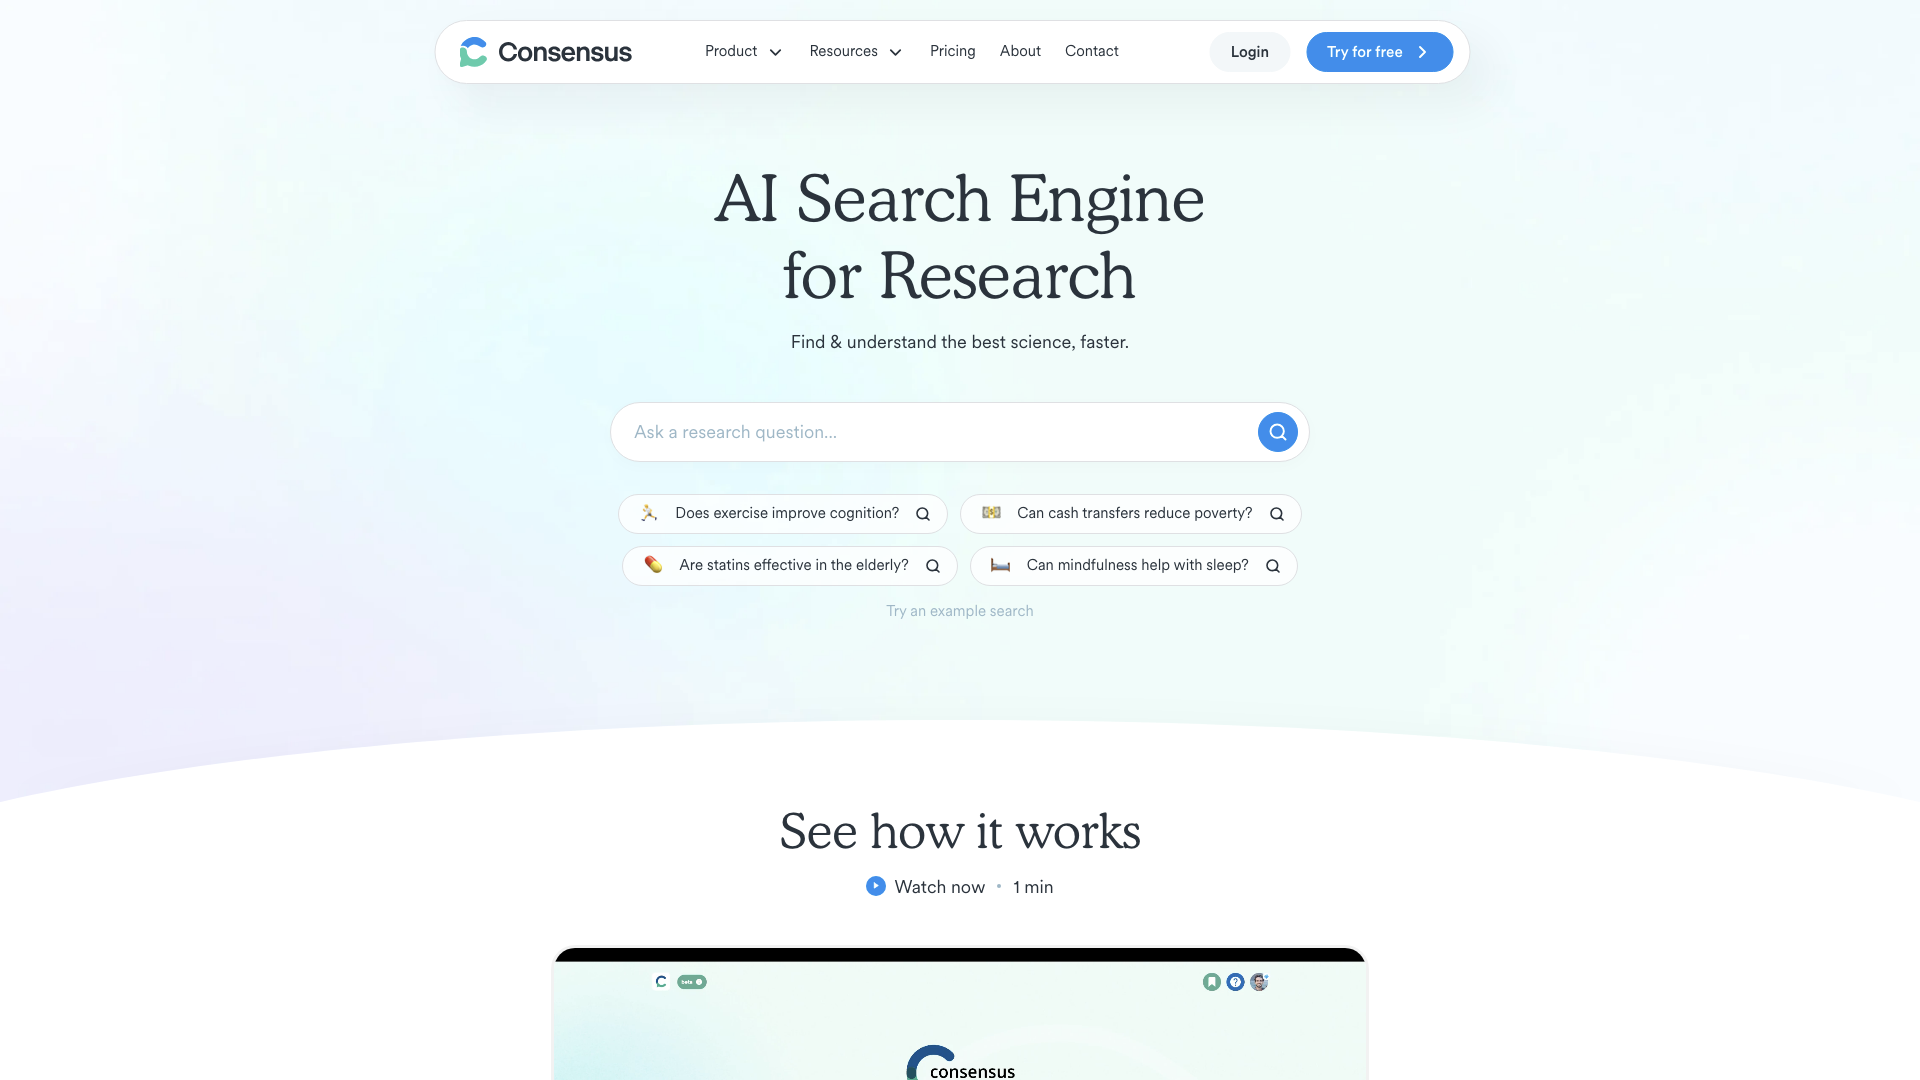 Consensus
Product
Resources
Pricing
About
Contact
Login
Try for free
AI Search Engine
for Research
Find & understand the best science, faster.
Ask a research question...
Does exercise improve cognition?
Can cash transfers reduce poverty?
Are statins effective in the elderly?
Can mindfulness help with sleep?
Try an example search
See how it works
Watch now • 1 min
beta
consensus